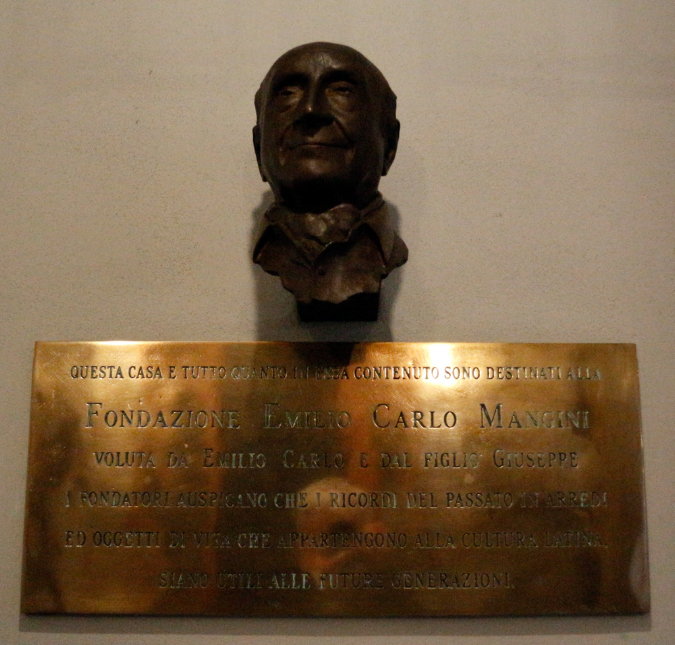 QUESTA CASA E TUTTO QUANTO IN ESSA CONTENUTO SONO DESTINATI ALLA
FONDAZIONE EMILIO CARLO MANGINI
VOLUTA DA EMILIO CARLO E DAL FIGLIO GIUSEPPE
I FONDATORI AUSPICANO CHE I RICORDI DEL PASSATO IN ARREDI
ED OGGETTI DI VITA CHE APPARTENGONO ALLA CULTURA LATINA,
SIANO UTILI ALLE FUTURE GENERAZIONI.